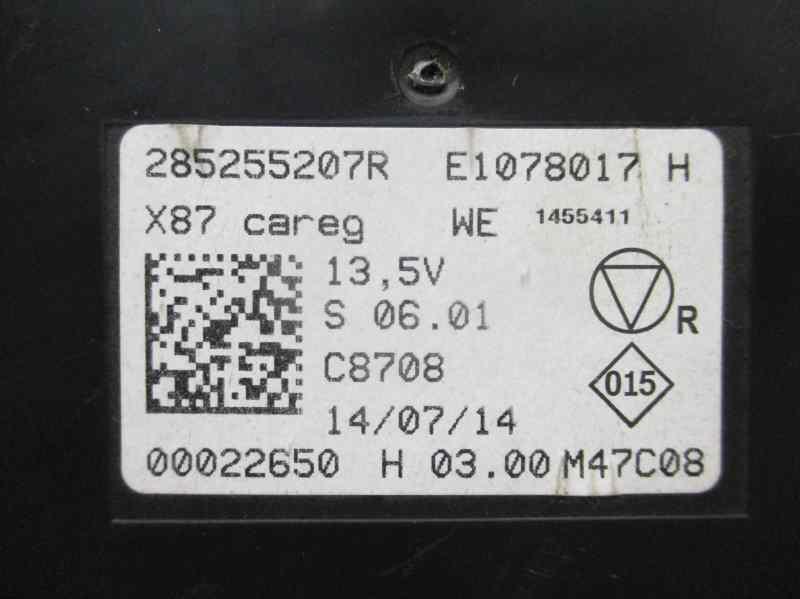 285255207R E1078017 H
X87 careg WE 1455411
13,5V
S 06.01
R
C8708
015
14/07/14
00022650 H 03.00 M47C08